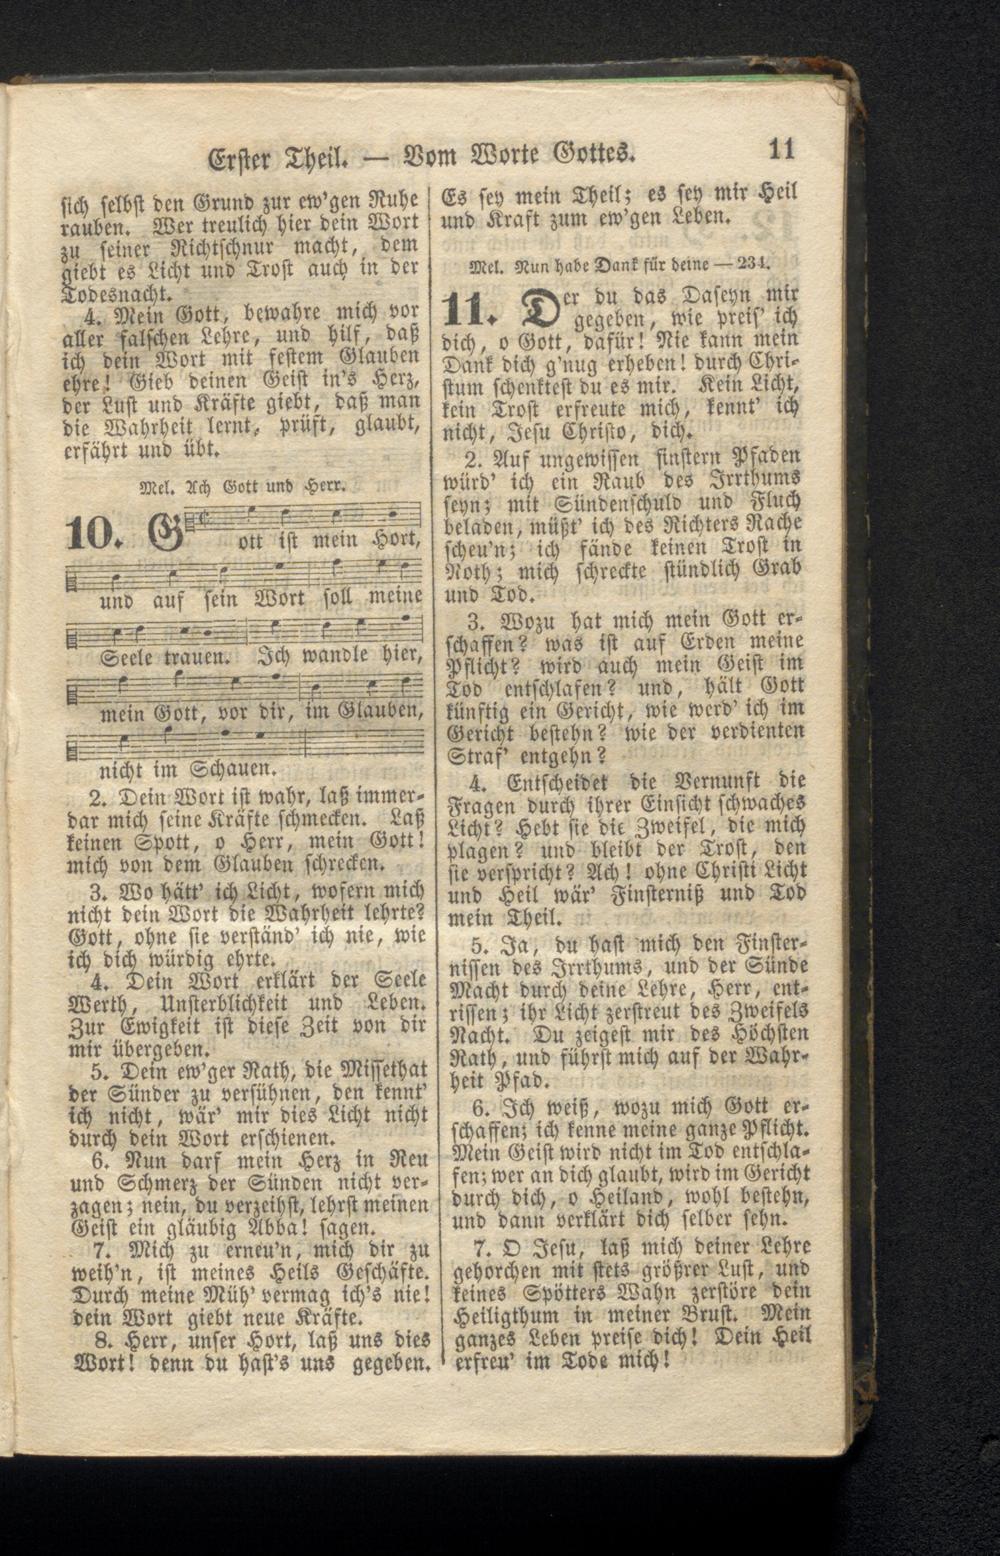 Erster Theil. — Vom Worte Gottes. 11
sich selbst den Grund zur ew'gen Ruhe
rauben. Wer treulich hier dein Wort
zu seiner Richtschnur macht, dem
giebt es Licht und Trost auch in der
Todesnacht.
4. Mein Gott, bewahre mich vor
aller falschen Lehre, und hilf, daß
ich dein Wort mit festem Glauben
ehre! Gieb deinen Geist in's Herz,
der Lust und Kräfte giebt, daß man
die Wahrheit lernt, prüft, glaubt,
erfährt und übt.
Mel. Ach Gott und Herr.
10. Gott ist mein Hort,
und auf sein Wort soll meine
Seele trauen. Ich wandle hier,
mein Gott, vor dir, im Glauben,
nicht im Schauen.
2. Dein Wort ist wahr, laß immer-
dar mich seine Kräfte schmecken. Laß
keinen Spott, o Herr, mein Gott!
mich von dem Glauben schrecken.
3. Wo hätt' ich Licht, wofern mich
nicht dein Wort die Wahrheit lehrte?
Gott, ohne sie verständ' ich nie, wie
ich dich würdig ehrte.
4. Dein Wort erklärt der Seele
Werth, Unsterblichkeit und Leben.
Zur Ewigkeit ist diese Zeit von dir
mir übergeben.
5. Dein ew'ger Rath, die Missethat
der Sünder zu versühnen, den kennt'
ich nicht, wär' mir dies Licht nicht
durch dein Wort erschienen.
6. Nun darf mein Herz in Reu
und Schmerz der Sünden nicht ver-
zagen; nein, du verzeihst, lehrst meinen
Geist ein gläubig Abba! sagen.
7. Mich zu erneu'n, mich dir zu
weih'n, ist meines Heils Geschäfte.
Durch meine Müh' vermag ich's nie!
dein Wort giebt neue Kräfte.
8. Herr, unser Hort, laß uns dies
Wort! denn du hast's uns gegeben.
Es sey mein Theil; es sey mir Heil
und Kraft zum ew'gen Leben.
Mel. Nun habe Dank für deine — 234.
11. Der du das Daseyn mir
gegeben, wie preis' ich
dich, o Gott, dafür! Nie kann mein
Dank dich g'nug erheben! durch Chri-
stum schenktest du es mir. Kein Licht,
kein Trost erfreute mich, kennt' ich
nicht, Jesu Christo, dich.
2. Auf ungewissen finstern Pfaden
würd' ich ein Raub des Irrthums
seyn; mit Sündenschuld und Fluch
beladen, müßt' ich des Richters Rache
scheu'n; ich fände keinen Trost in
Noth; mich schreckte stündlich Grab
und Tod.
3. Wozu hat mich mein Gott er-
schaffen? was ist auf Erden meine
Pflicht? wird auch mein Geist im
Tod entschlafen? und, hält Gott
künftig ein Gericht, wie werd' ich im
Gericht bestehn? wie der verdienten
Straf' entgehn?
4. Entscheidet die Vernunft die
Fragen durch ihrer Einsicht schwaches
Licht? Hebt sie die Zweifel, die mich
plagen? und bleibt der Trost, den
sie verspricht? Ach! ohne Christi Licht
und Heil wär' Finsterniß und Tod
mein Theil.
5. Ja, du hast mich den Finster-
nissen des Irrthums, und der Sünde
Macht durch deine Lehre, Herr, ent-
rissen; ihr Licht zerstreut des Zweifels
Nacht. Du zeigest mir des Höchsten
Rath, und führst mich auf der Wahr-
heit Pfad.
6. Ich weiß, wozu mich Gott er-
schaffen; ich kenne meine ganze Pflicht.
Mein Geist wird nicht im Tod entschla-
fen; wer an dich glaubt, wird im Gericht
durch dich, o Heiland, wohl bestehn,
und dann verklärt dich selber sehn.
7. O Jesu, laß mich deiner Lehre
gehorchen mit stets größrer Lust, und
keines Spötters Wahn zerstöre dein
Heiligthum in meiner Brust. Mein
ganzes Leben preise dich! Dein Heil
erfreu' im Tode mich!